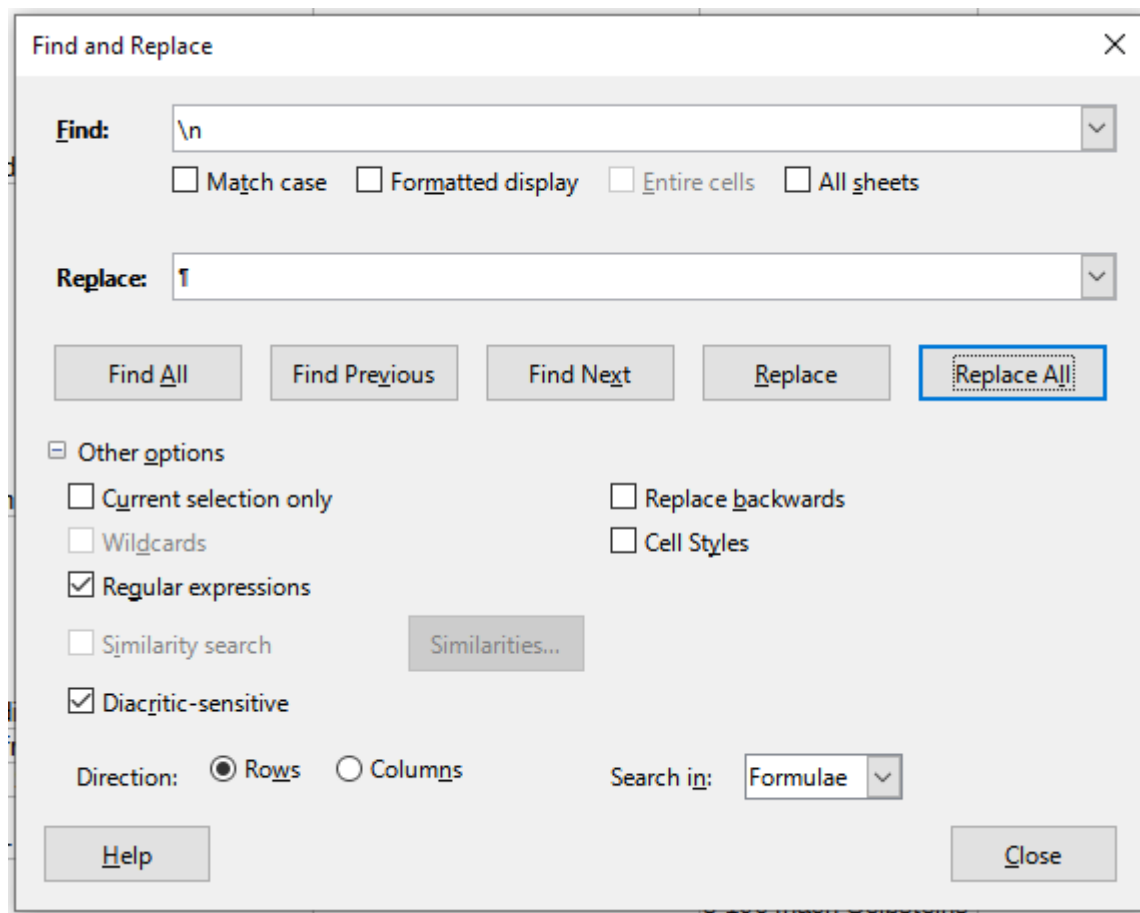 Find and Replace
Find: \n
Match case Formatted display Entire cells All sheets
Replace: ¶
Find All Find Previous Find Next Replace Replace All
Other options
Current selection only Replace backwards
Wildcards Cell Styles
Regular expressions
Similarity search Similarities...
Diacritic-sensitive
Direction: Rows Columns Search in: Formulae
Help Close